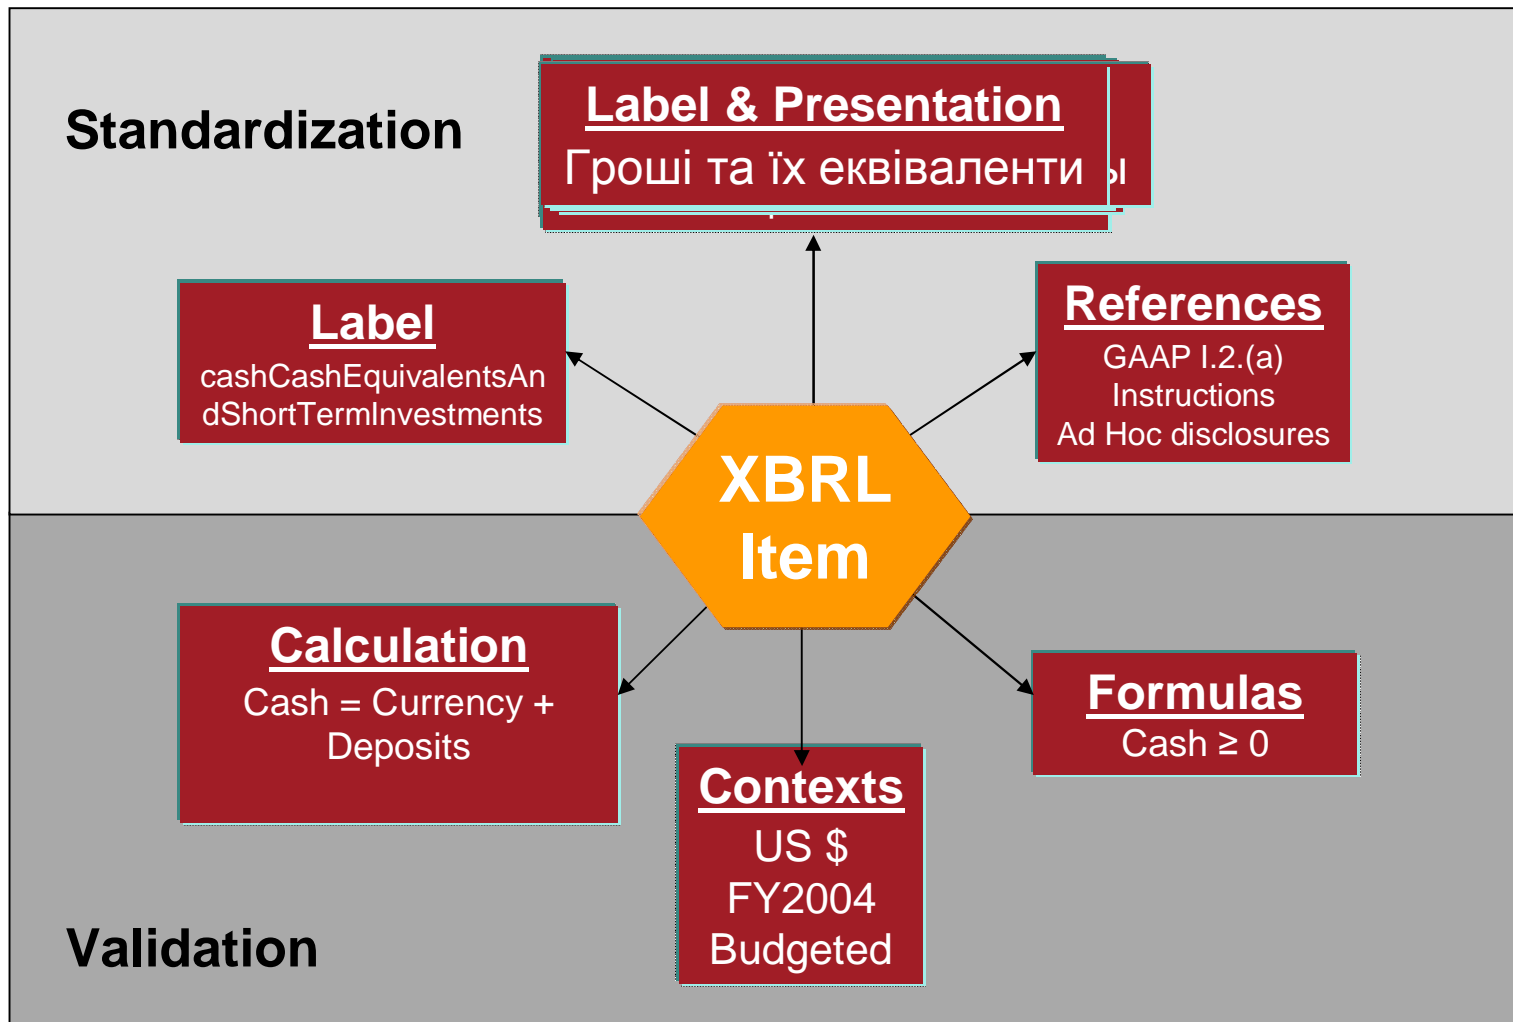 Standardization
Label & Presentation
Гроші та їх еквіваленти
Label
cashCashEquivalentsAn
dShortTermInvestments
References
GAAP I.2.(a)
Instructions
Ad Hoc disclosures
XBRL
Item
Calculation
Cash = Currency +
Deposits
Contexts
US $
FY2004
Budgeted
Formulas
Cash ≥ 0
Validation